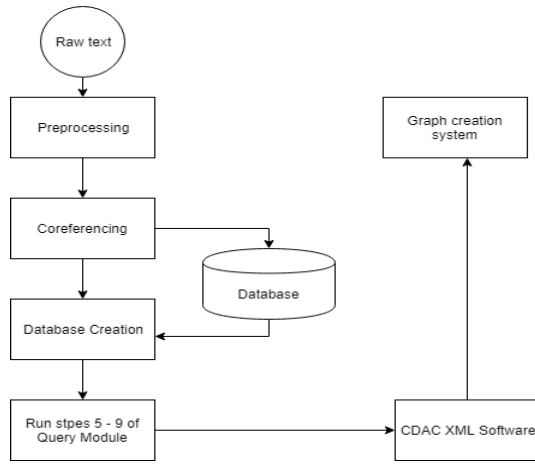 Raw text
Preprocessing
Graph creation
system
Coreferencing
Database
Database Creation
Run stpes 5 - 9 of
Query Module
CDAC XML Software